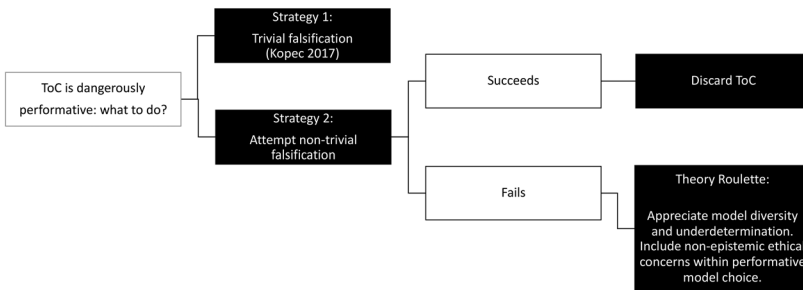 Strategy 1:
Trivial falsification
(Kopec 2017)
ToC is dangerously
performative: what to do?
Strategy 2:
Attempt non-trivial
falsification
Succeeds
Discard ToC
Fails
Theory Roulette:
Appreciate model diversity
and underdetermination.
Include non-epistemic ethical
concerns within performative
model choice.